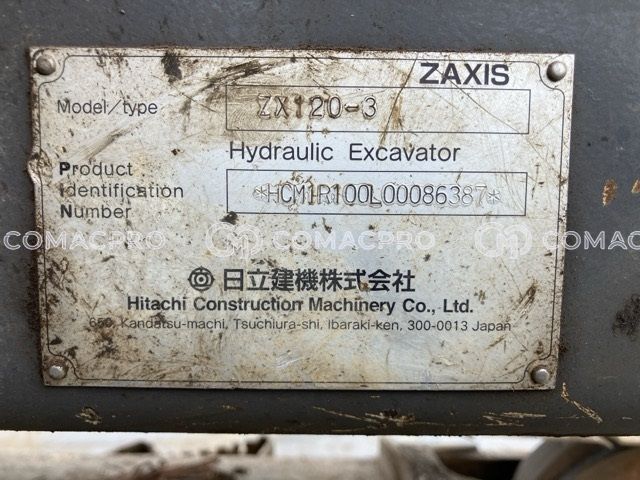 ZAXIS
Model/type ZX120-3
Hydraulic Excavator
Product
Identification
Number
*HCM1R100L00086387*
COMACPRO COMACPRO COMACPRO
日立建機株式会社
Hitachi Construction Machinery Co., Ltd.
650, Kandatsu-machi, Tsuchiura-shi, Ibaraki-ken, 300-0013 Japan